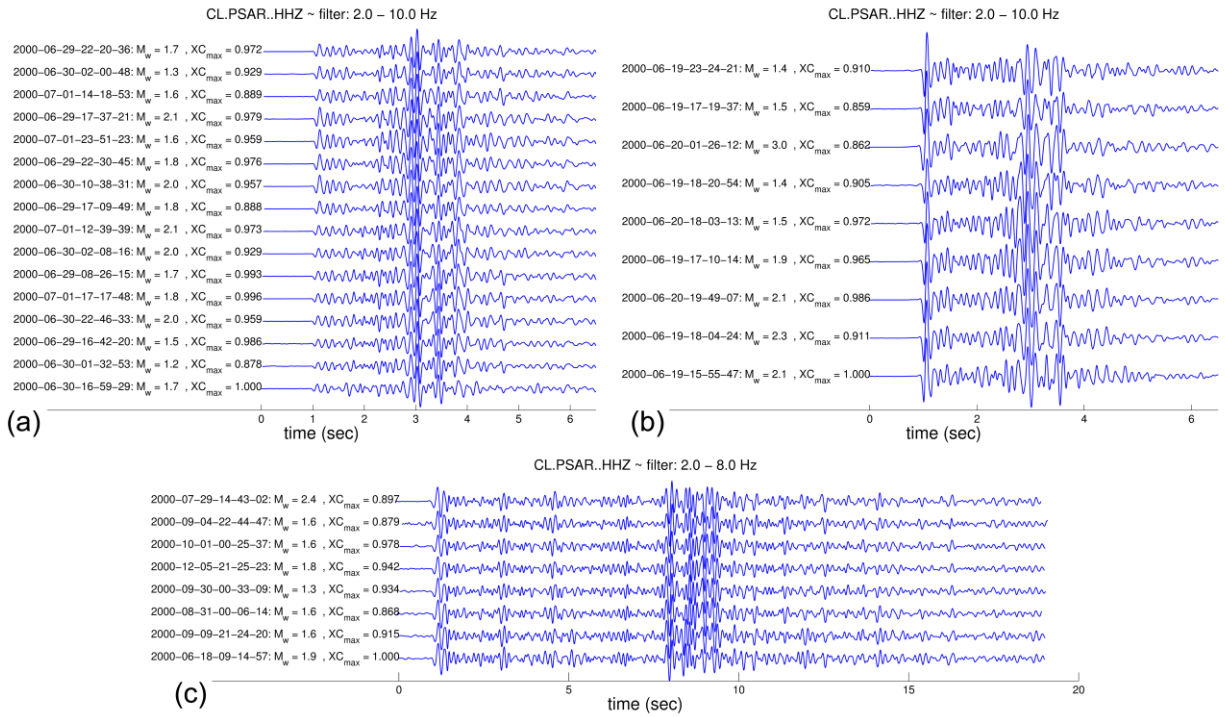 CL.PSAR..HHZ ~ filter: 2.0 − 10.0 Hz
2000−06−29−22−20−36: Mw = 1.7 , XCmax = 0.972
2000−06−30−02−00−48: Mw = 1.3 , XCmax = 0.929
2000−07−01−14−18−53: Mw = 1.6 , XCmax = 0.889
2000−06−29−17−37−21: Mw = 2.1 , XCmax = 0.979
2000−07−01−23−51−23: Mw = 1.6 , XCmax = 0.959
2000−06−29−22−30−45: Mw = 1.8 , XCmax = 0.976
2000−06−30−10−38−31: Mw = 2.0 , XCmax = 0.957
2000−06−29−17−09−49: Mw = 1.8 , XCmax = 0.888
2000−07−01−12−39−39: Mw = 2.1 , XCmax = 0.973
2000−06−30−02−08−16: Mw = 2.0 , XCmax = 0.929
2000−06−29−08−26−15: Mw = 1.7 , XCmax = 0.993
2000−07−01−17−17−48: Mw = 1.8 , XCmax = 0.996
2000−06−30−22−46−33: Mw = 2.0 , XCmax = 0.959
2000−06−29−16−42−20: Mw = 1.5 , XCmax = 0.986
2000−06−30−01−32−53: Mw = 1.2 , XCmax = 0.878
2000−06−30−16−59−29: Mw = 1.7 , XCmax = 1.000
0 1 2 3 4 5 6
(a) time (sec)
CL.PSAR..HHZ ~ filter: 2.0 − 10.0 Hz
2000−06−19−23−24−21: Mw = 1.4 , XCmax = 0.910
2000−06−19−17−19−37: Mw = 1.5 , XCmax = 0.859
2000−06−20−01−26−12: Mw = 3.0 , XCmax = 0.862
2000−06−19−18−20−54: Mw = 1.4 , XCmax = 0.905
2000−06−20−18−03−13: Mw = 1.5 , XCmax = 0.972
2000−06−19−17−10−14: Mw = 1.9 , XCmax = 0.965
2000−06−20−19−49−07: Mw = 2.1 , XCmax = 0.986
2000−06−19−18−04−24: Mw = 2.3 , XCmax = 0.911
2000−06−19−15−55−47: Mw = 2.1 , XCmax = 1.000
0 2 4 6
(b) time (sec)
CL.PSAR..HHZ ~ filter: 2.0 − 8.0 Hz
2000−07−29−14−43−02: Mw = 2.4 , XCmax = 0.897
2000−09−04−22−44−47: Mw = 1.6 , XCmax = 0.879
2000−10−01−00−25−37: Mw = 1.6 , XCmax = 0.978
2000−12−05−21−25−23: Mw = 1.8 , XCmax = 0.942
2000−09−30−00−33−09: Mw = 1.3 , XCmax = 0.934
2000−08−31−00−06−14: Mw = 1.6 , XCmax = 0.868
2000−09−09−21−24−20: Mw = 1.6 , XCmax = 0.915
2000−06−18−09−14−57: Mw = 1.9 , XCmax = 1.000
0 5 10 15 20
(c) time (sec)